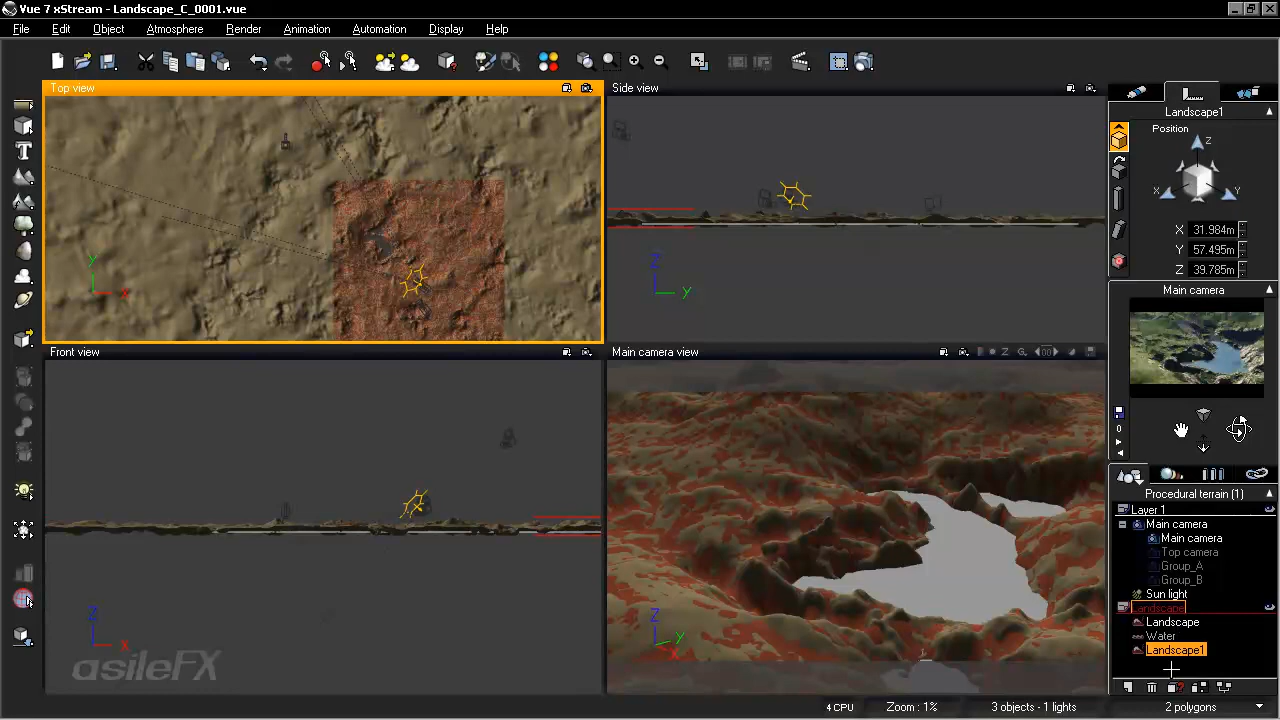 Vue 7 xStream - Landscape_C_0001.vue
File Edit Object Atmosphere Render Animation Automation Display Help
Top view
Side view
Landscape1
Position
Z
X Y
X 31.984m
Y 57.495m
Z 39.785m
Y
X
Z
Y
Main camera
Front view
Main camera view
Z
00
0
Procedural terrain (1)
Layer 1
Main camera
Main camera
Top camera
Group_A
Group_B
Sun light
Landscape
Landscape
Water
Landscape1
Z
X
Z
Y
X
asileFX
4 CPU
Zoom : 1%
3 objects - 1 lights
2 polygons